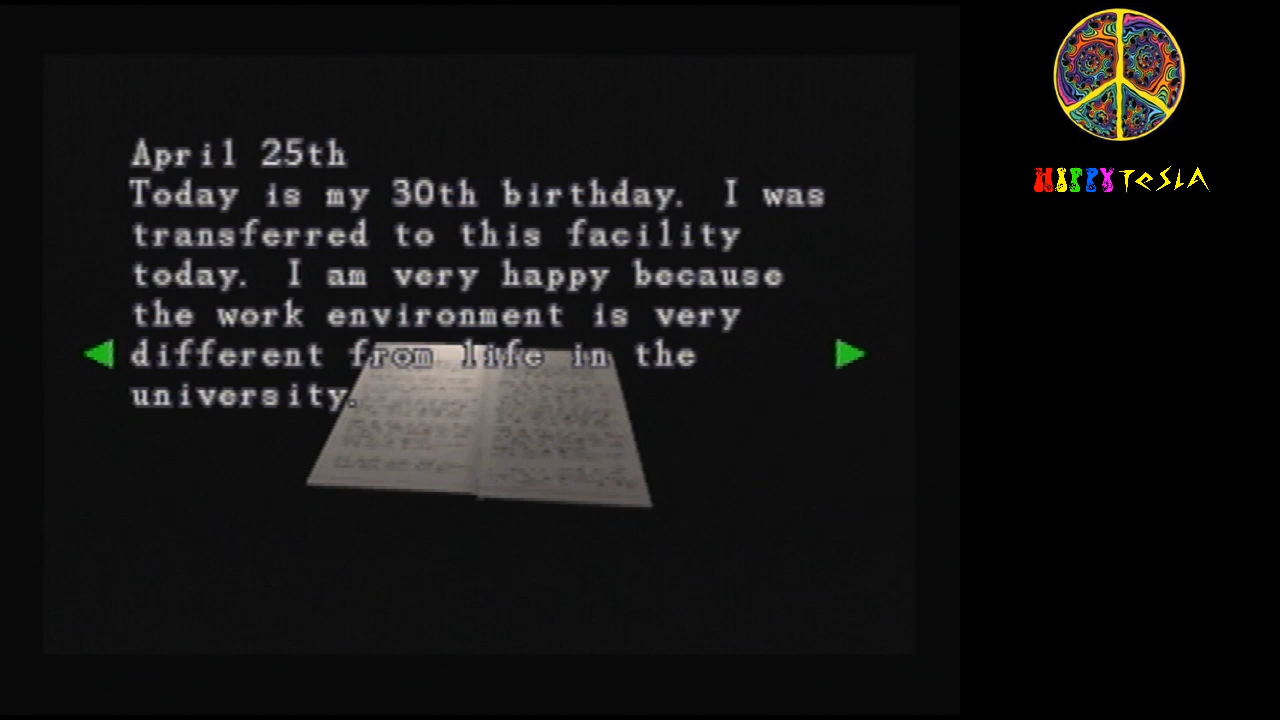 April 25th
Today is my 30th birthday. I was
transferred to this facility
today. I am very happy because
the work environment is very
different from life in the
university.
HAPPYTESLA